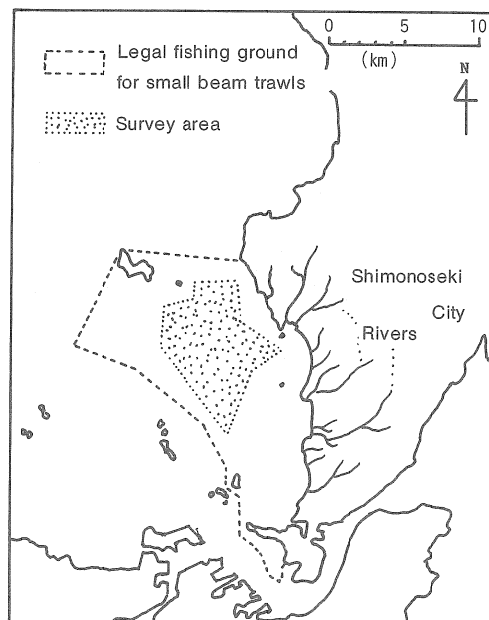 0 5 10
(km)
N
Legal fishing ground
for small beam trawls
Survey area
Shimonoseki
City
Rivers